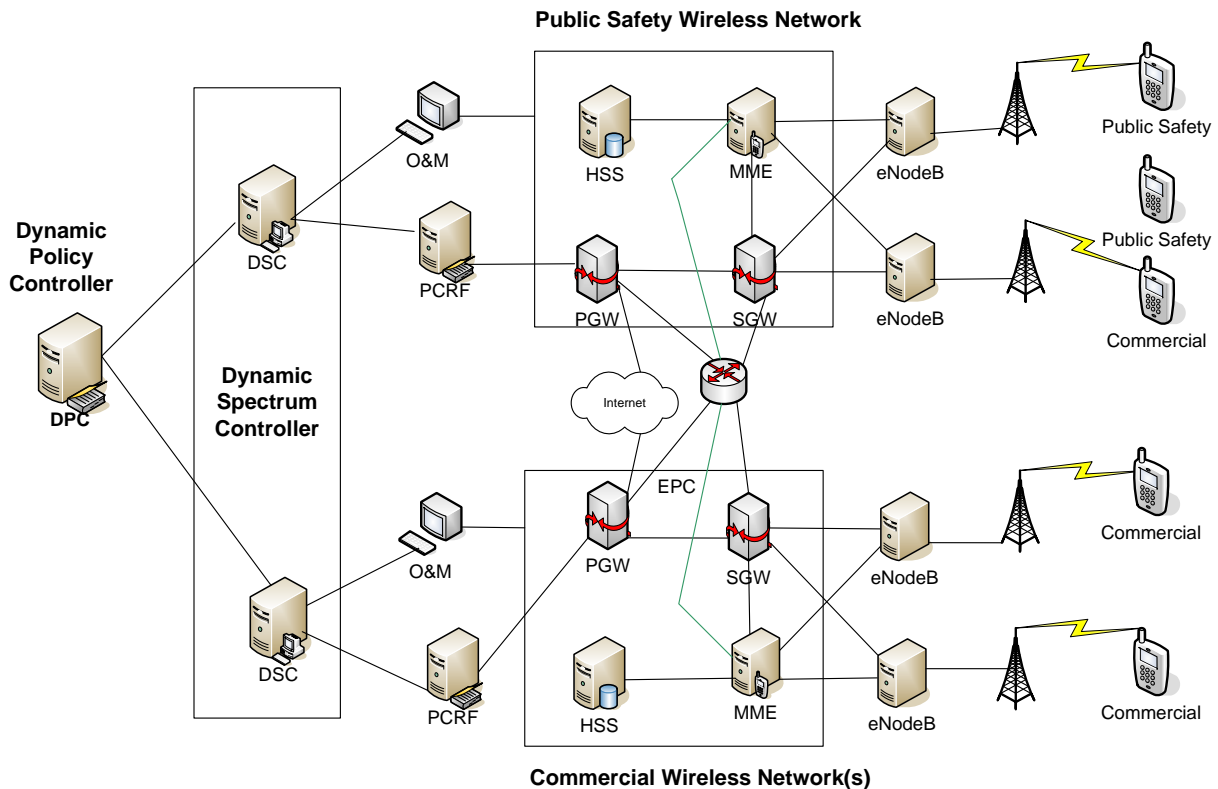 Public Safety Wireless Network
O&M
HSS
MME
eNodeB
Public Safety
DSC
PCRF
PGW
SGW
eNodeB
Public Safety
Commercial
Dynamic
Policy
Controller
DPC
Dynamic
Spectrum
Controller
Internet
EPC
O&M
PGW
SGW
eNodeB
Commercial
DSC
PCRF
HSS
MME
eNodeB
Commercial
Commercial Wireless Network(s)